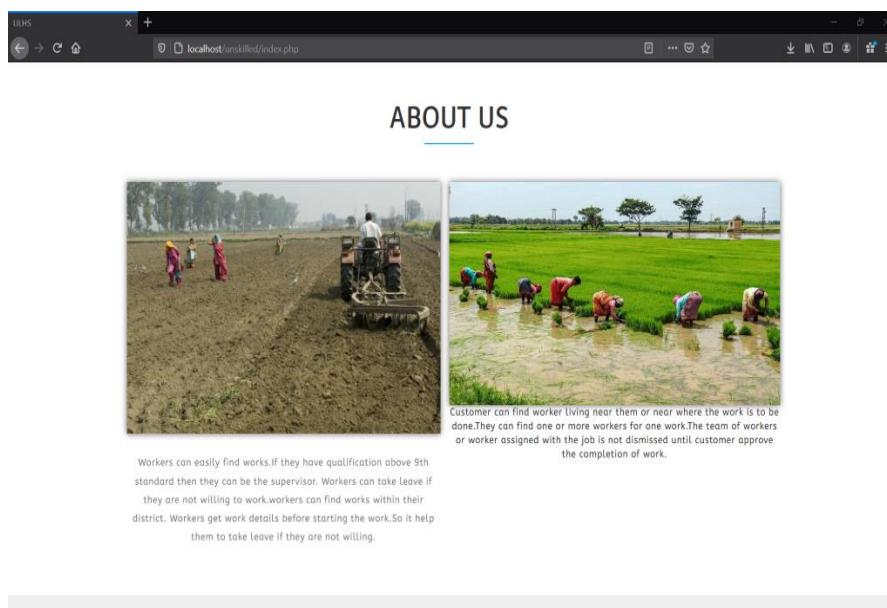 ULHS
localhost/unskilled/index.php
ABOUT US
Workers can easily find works.If they have qualification above 9th
standard then they can be the supervisor. Workers can take leave if
they are not willing to work.workers can find works within their
district. Workers get work details before starting the work.So it help
them to take leave if they are not willing.
Customer can find worker living near them or near where the work is to be
done.They can find one or more workers for one work.The team of workers
or worker assigned with the job is not dismissed until customer approve
the completion of work.